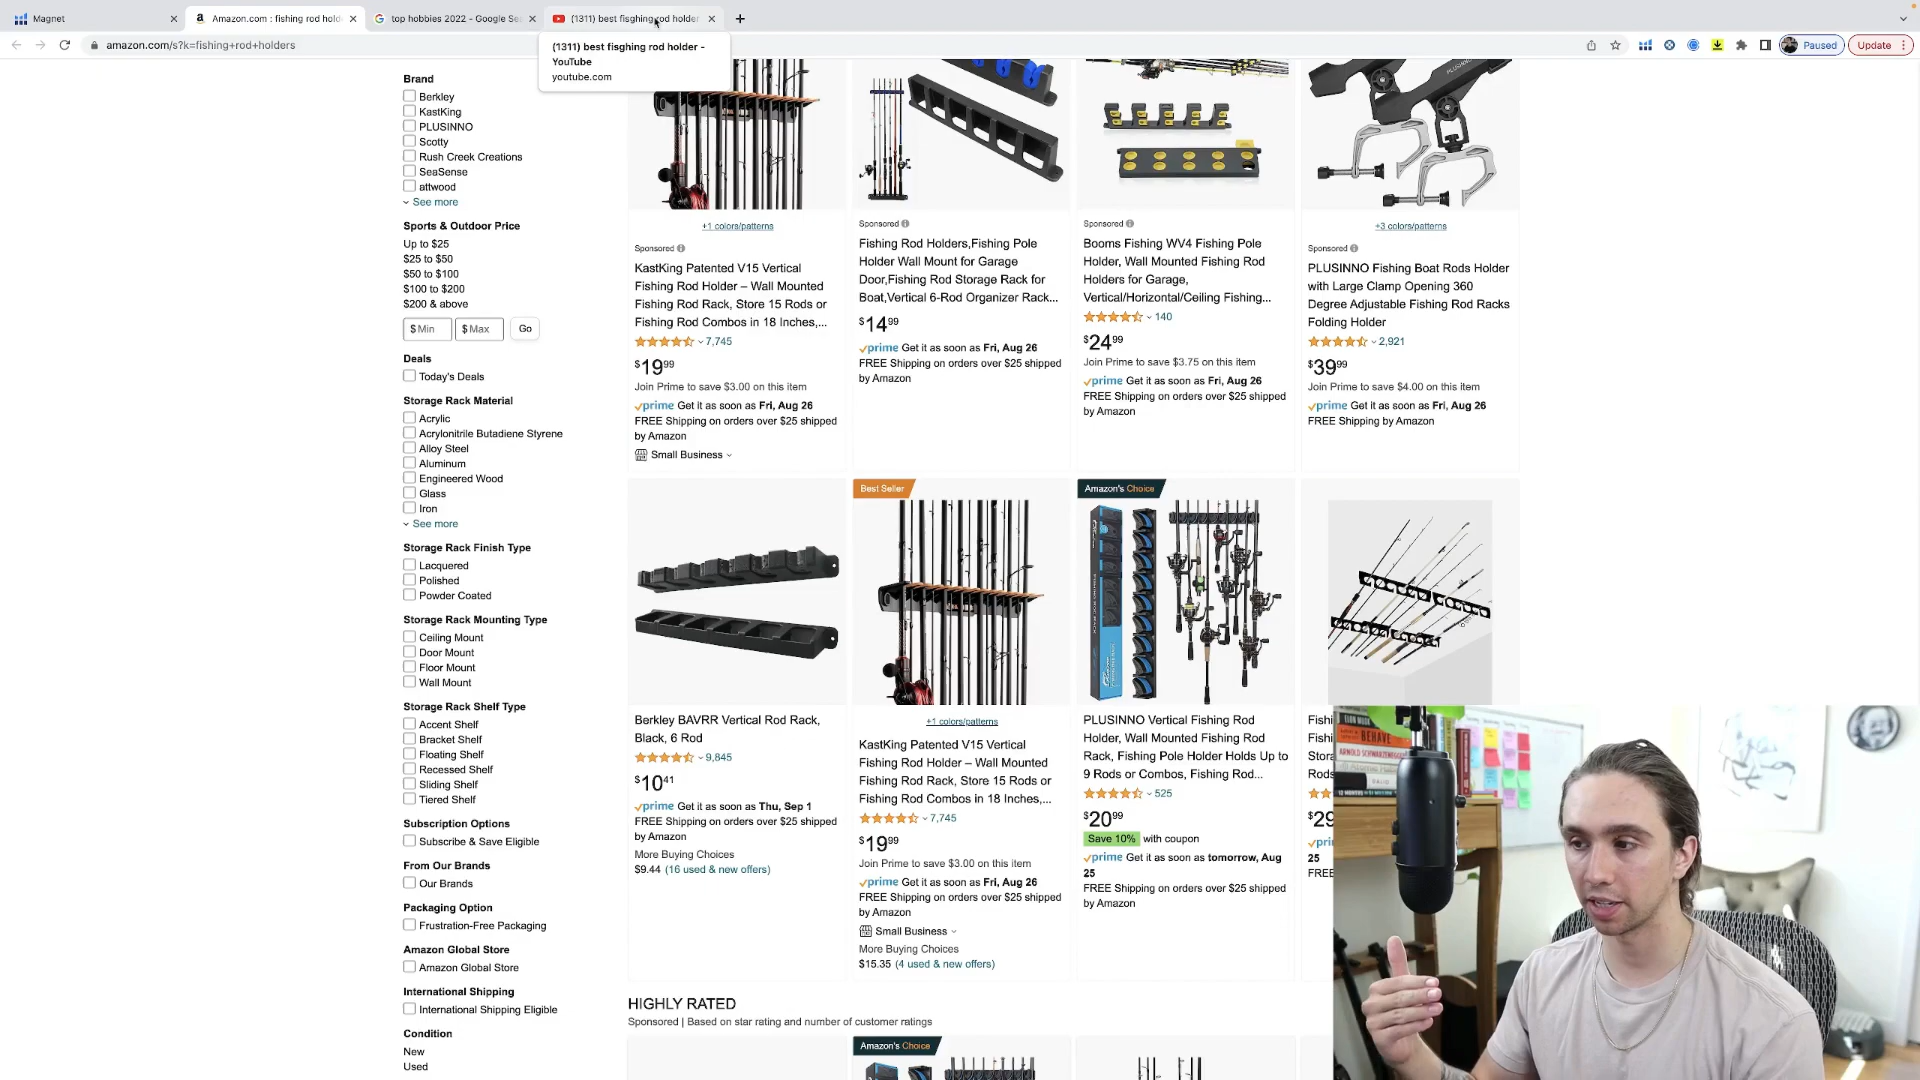 Magnet
Amazon.com : fishing rod hold
top hobbies 2022 - Google Se
(1311) best fisghing rod holder
amazon.com/s?k=fishing+rod+holders
Paused
Update
(1311) best fisghing rod holder -
YouTube
youtube.com
Brand
Berkley
KastKing
PLUSINNO
Scotty
Rush Creek Creations
SeaSense
attwood
See more
Sports & Outdoor Price
Up to $25
$25 to $50
$50 to $100
$100 to $200
$200 & above
$ Min
$ Max
Go
Deals
Today's Deals
Storage Rack Material
Acrylic
Acrylonitrile Butadiene Styrene
Alloy Steel
Aluminum
Engineered Wood
Glass
Iron
See more
Storage Rack Finish Type
Lacquered
Polished
Powder Coated
Storage Rack Mounting Type
Ceiling Mount
Door Mount
Floor Mount
Wall Mount
Storage Rack Shelf Type
Accent Shelf
Bracket Shelf
Floating Shelf
Recessed Shelf
Sliding Shelf
Tiered Shelf
Subscription Options
Subscribe & Save Eligible
From Our Brands
Our Brands
Packaging Option
Frustration-Free Packaging
Amazon Global Store
Amazon Global Store
International Shipping
International Shipping Eligible
Condition
New
Used
+1 colors/patterns
Sponsored
KastKing Patented V15 Vertical
Fishing Rod Holder – Wall Mounted
Fishing Rod Rack, Store 15 Rods or
Fishing Rod Combos in 18 Inches,...
7,745
$19 99
Join Prime to save $3.00 on this item
prime Get it as soon as Fri, Aug 26
FREE Shipping on orders over $25 shipped
by Amazon
Small Business
Sponsored
Fishing Rod Holders,Fishing Pole
Holder Wall Mount for Garage
Door,Fishing Rod Storage Rack for
Boat,Vertical 6-Rod Organizer Rack...
$14 99
prime Get it as soon as Fri, Aug 26
FREE Shipping on orders over $25 shipped
by Amazon
Sponsored
Booms Fishing WV4 Fishing Pole
Holder, Wall Mounted Fishing Rod
Holders for Garage,
Vertical/Horizontal/Ceiling Fishing...
140
$24 99
Join Prime to save $3.75 on this item
prime Get it as soon as Fri, Aug 26
FREE Shipping on orders over $25 shipped
by Amazon
PLUSINNO
+3 colors/patterns
Sponsored
PLUSINNO Fishing Boat Rods Holder
with Large Clamp Opening 360
Degree Adjustable Fishing Rod Racks
Folding Holder
2,921
$39 99
Join Prime to save $4.00 on this item
prime Get it as soon as Fri, Aug 26
FREE Shipping by Amazon
Berkley BAVRR Vertical Rod Rack,
Black, 6 Rod
9,845
$10 41
prime Get it as soon as Thu, Sep 1
FREE Shipping on orders over $25 shipped
by Amazon
More Buying Choices
$9.44 (16 used & new offers)
Best Seller
+1 colors/patterns
KastKing Patented V15 Vertical
Fishing Rod Holder – Wall Mounted
Fishing Rod Rack, Store 15 Rods or
Fishing Rod Combos in 18 Inches,...
7,745
$19 99
Join Prime to save $3.00 on this item
prime Get it as soon as Fri, Aug 26
FREE Shipping on orders over $25 shipped
by Amazon
Small Business
More Buying Choices
$15.35 (4 used & new offers)
Amazon's Choice
FISHING ROD RACK
PLUSINNO Vertical Fishing Rod
Holder, Wall Mounted Fishing Rod
Rack, Fishing Pole Holder Holds Up to
9 Rods or Combos, Fishing Rod...
525
$20 99
Save 10% with coupon
prime Get it as soon as tomorrow, Aug
25
FREE Shipping on orders over $25 shipped
by Amazon
Fishi
Stora
Rods
$29
25
FREE
BEHAVE
ARNOLD SCHWARZENEGGER
HIGHLY RATED
Sponsored | Based on star rating and number of customer ratings
Amazon's Choice